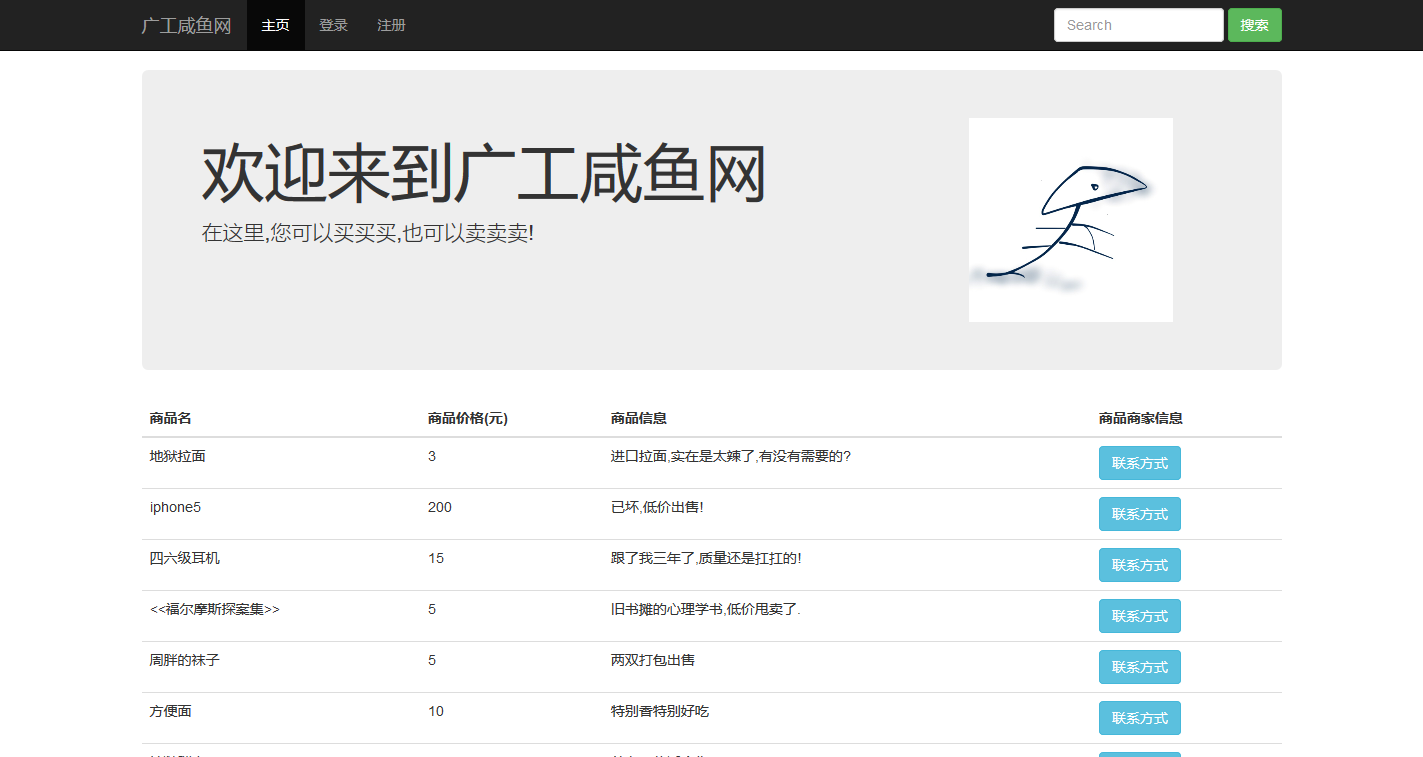 广工咸鱼网 主页 登录 注册 Search 搜索
欢迎来到广工咸鱼网
在这里,您可以买买买,也可以卖卖卖!
商品名 商品价格(元) 商品信息 商品商家信息
地狱拉面 3 进口拉面,实在是太辣了,有没有需要的? 联系方式
iphone5 200 已坏,低价出售! 联系方式
四六级耳机 15 跟了我三年了,质量还是扛扛的! 联系方式
<<福尔摩斯探案集>> 5 旧书摊的心理学书,低价甩卖了. 联系方式
周胖的袜子 5 两双打包出售 联系方式
方便面 10 特别香特别好吃 联系方式